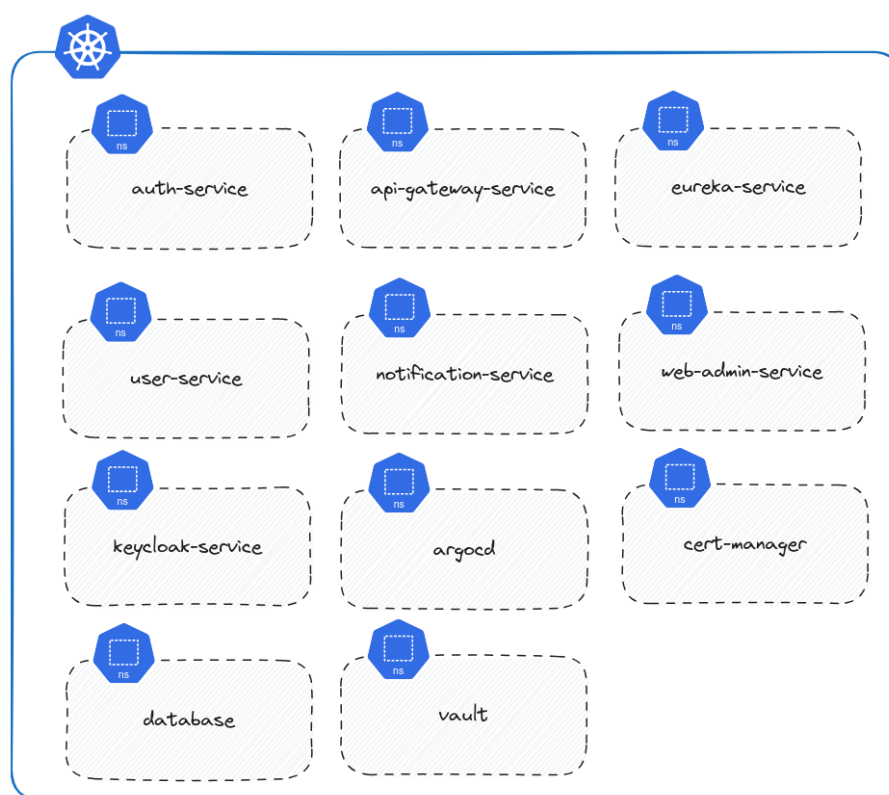 ns
ns
ns
auth-service
api-gateway-service
eureka-service
ns
ns
ns
user-service
notification-service
web-admin-service
ns
ns
ns
keycloak-service
argocd
cert-manager
ns
ns
database
vault